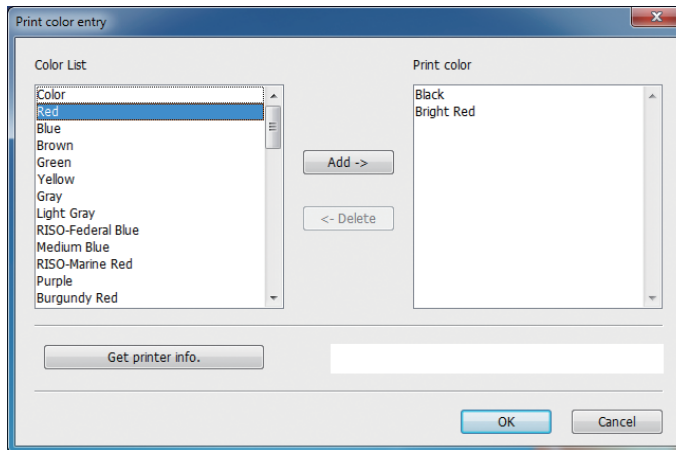 Print color entry
Color List
Print color
Color
Red
Blue
Brown
Green
Yellow
Gray
Light Gray
RISO-Federal Blue
Medium Blue
RISO-Marine Red
Purple
Burgundy Red
Add ->
<- Delete
Black
Bright Red
Get printer info.
OK
Cancel